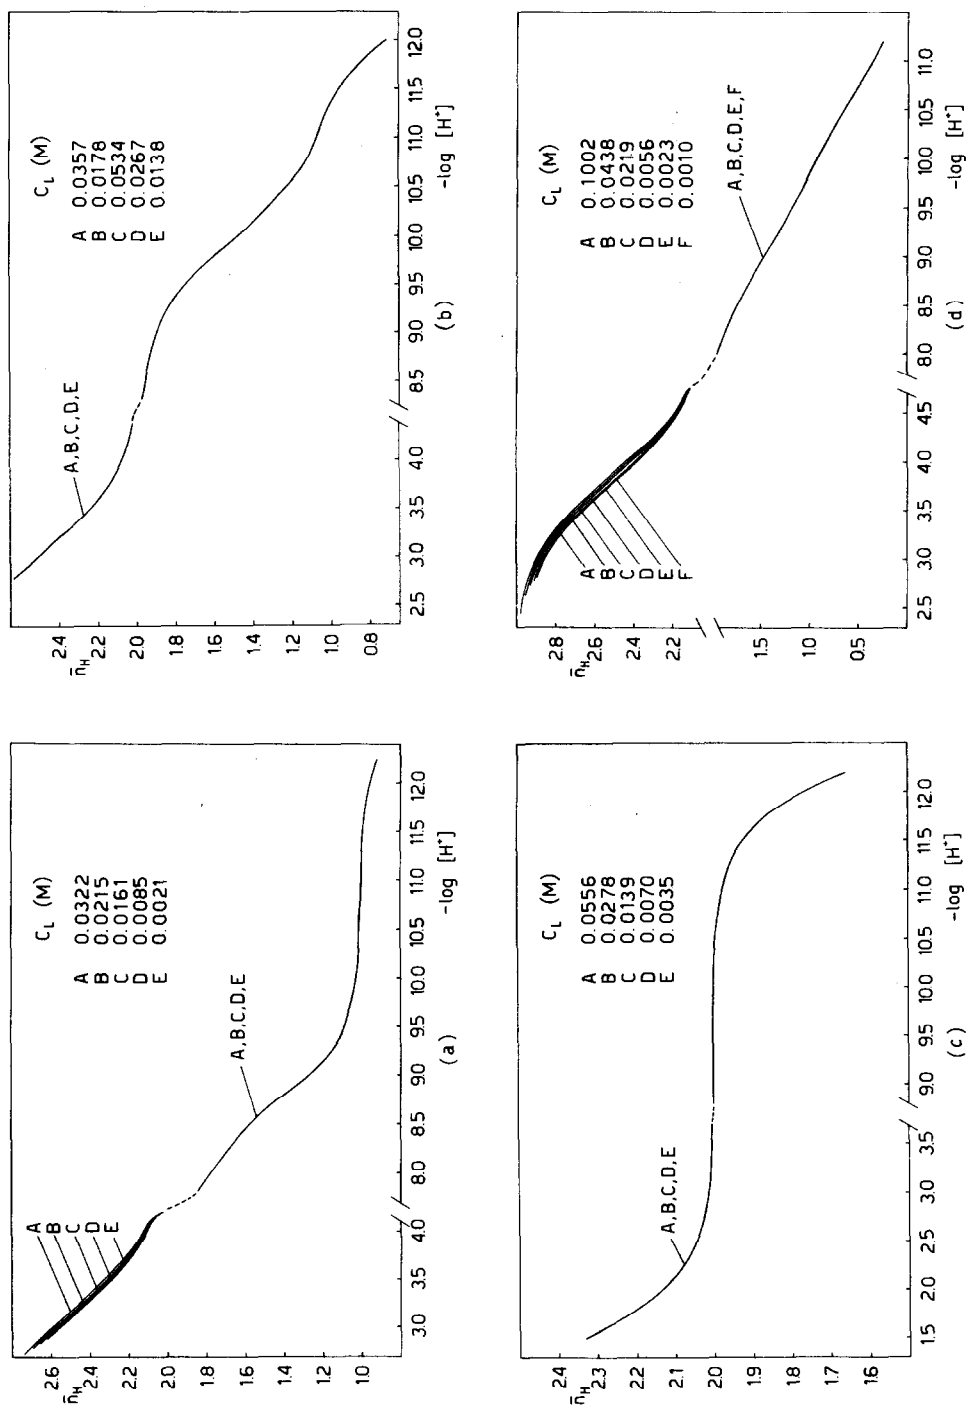 n̄H
2.6
2.4
2.2
2.0
1.8
1.6
1.4
1.2
1.0
A
B
C
D
E
CL (M)
A 0.0322
B 0.0215
C 0.0161
D 0.0085
E 0.0021
A,B,C,D,E
3.0 3.5 4.0 8.0 8.5 9.0 9.5 10.0 10.5 11.0 11.5 12.0
(a) -log [H⁺]
n̄H
2.4
2.2
2.0
1.8
1.6
1.4
1.2
1.0
0.8
A,B,C,D,E
CL (M)
A 0.0357
B 0.0178
C 0.0534
D 0.0267
E 0.0138
2.5 3.0 3.5 4.0 8.5 9.0 9.5 10.0 10.5 11.0 11.5 12.0
(b) -log [H⁺]
n̄H
2.3
2.2
2.1
2.0
1.9
1.8
1.7
1.6
A,B,C,D,E
CL (M)
A 0.0556
B 0.0278
C 0.0139
D 0.0070
E 0.0035
1.5 2.0 2.5 3.0 3.5 9.0 9.5 10.0 10.5 11.0 11.5 12.0
(c) -log [H⁺]
n̄H
2.8
2.6
2.4
2.2
1.5
1.0
0.5
A
B
C
D
E
F
CL (M)
A 0.1002
B 0.0438
C 0.0219
D 0.0056
E 0.0023
F 0.0010
A,B,C,D,E,F
2.5 3.0 3.5 4.0 4.5 8.0 8.5 9.0 9.5 10.0 10.5 11.0
(d) -log [H⁺]